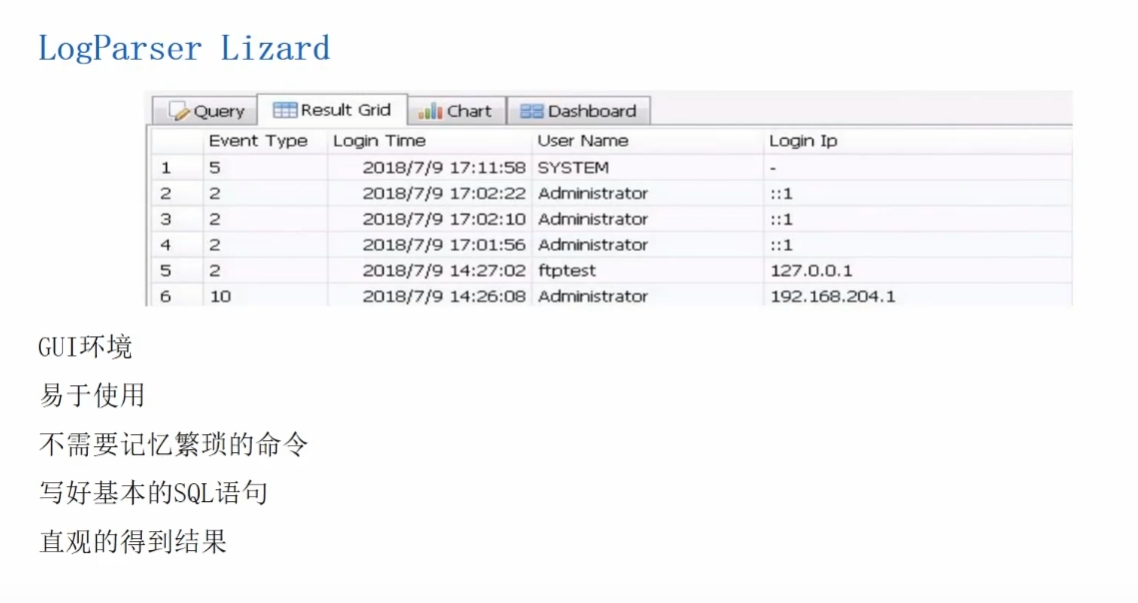 LogParser Lizard
Query Result Grid Chart Dashboard
Event Type Login Time User Name Login Ip
1 5 2018/7/9 17:11:58 SYSTEM -
2 2 2018/7/9 17:02:22 Administrator ::1
3 2 2018/7/9 17:02:10 Administrator ::1
4 2 2018/7/9 17:01:56 Administrator ::1
5 2 2018/7/9 14:27:02 ftptest 127.0.0.1
6 10 2018/7/9 14:26:08 Administrator 192.168.204.1
GUI环境
易于使用
不需要记忆繁琐的命令
写好基本的SQL语句
直观的得到结果